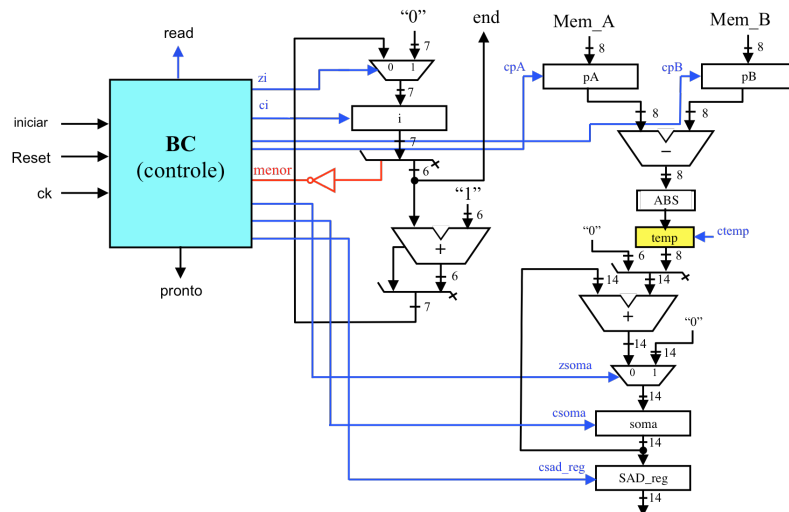 read
“0”
end
Mem_A
Mem_B
7
8
8
zi
0 1
cpA
pA
cpB
pB
7
ci
i
8
8
iniciar
BC
(controle)
7
–
Reset
menor
6
8
ck
“1”
ABS
6
temp
ctemp
“0”
+
6
8
6
14
14
pronto
7
+
14
“0”
14
zsoma
0 1
14
csoma
soma
14
csad_reg
SAD_reg
14